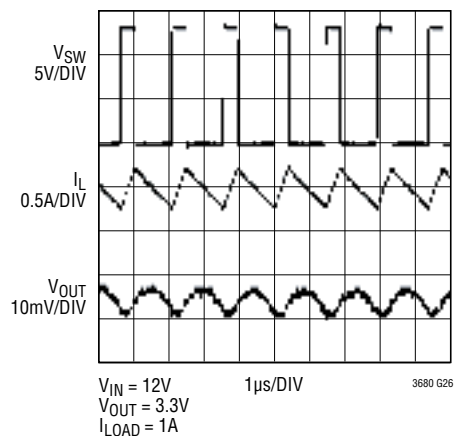 VSW
5V/DIV
IL
0.5A/DIV
VOUT
10mV/DIV
VIN = 12V
VOUT = 3.3V
ILOAD = 1A
1µs/DIV
3680 G26